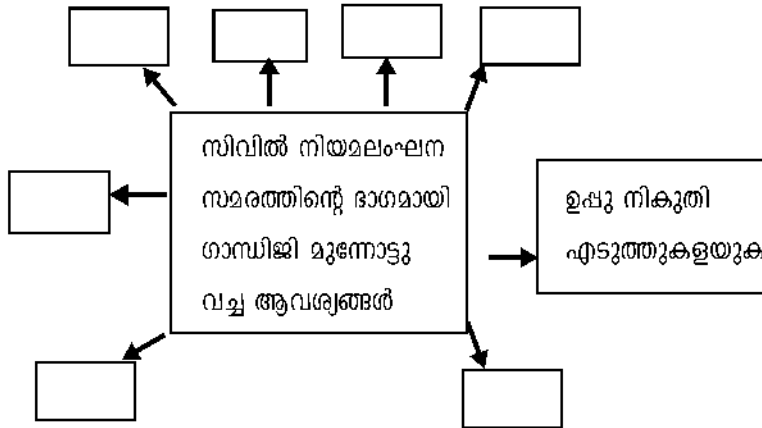 സിവിൽ നിയമലംഘന
സമരത്തിന്റെ ഭാഗമായി
ഗാന്ധിജി മുന്നോട്ടു
വച്ച ആവശ്യങ്ങൾ
ഉപ്പു നികുതി
എടുത്തുകളയുക